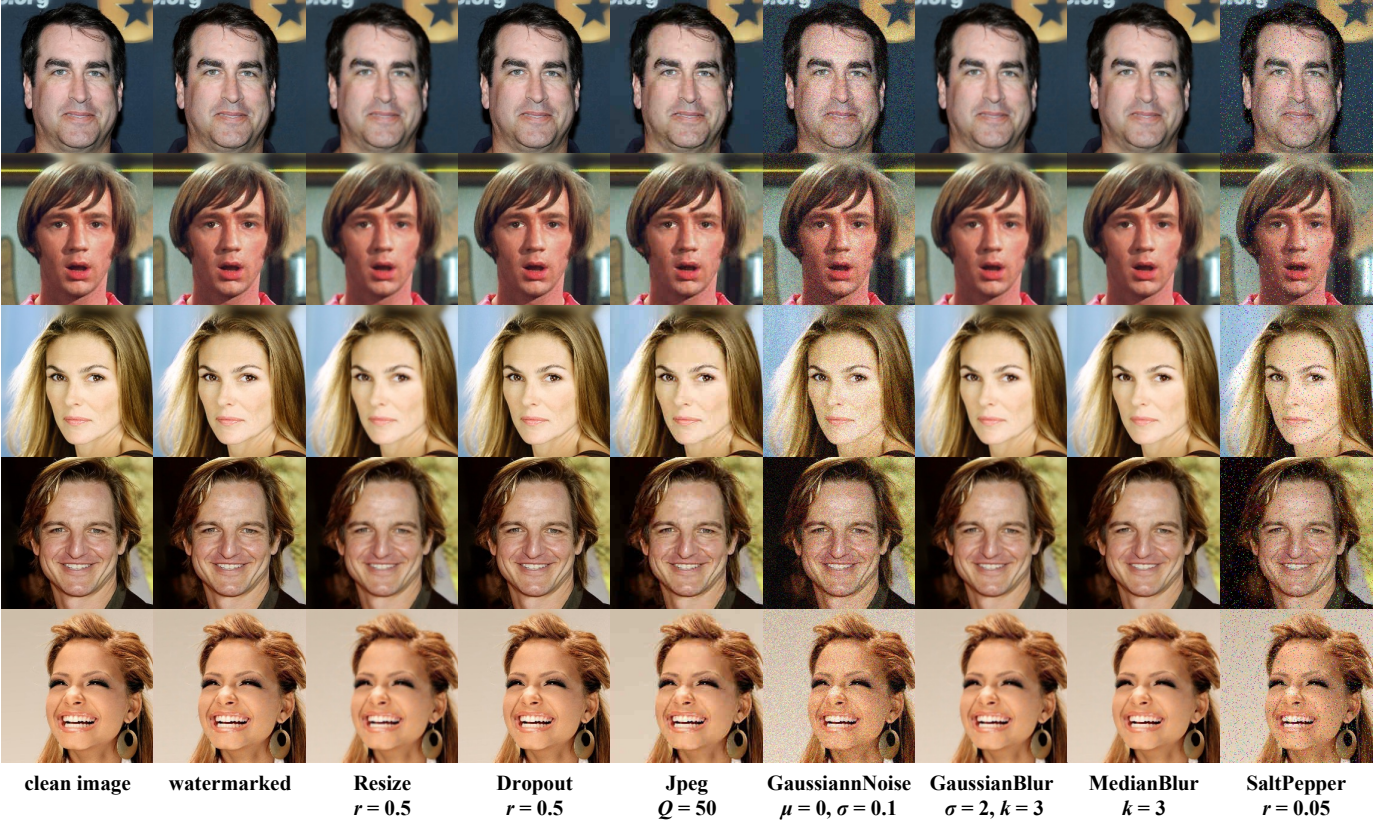 clean image
watermarked
Resize
r = 0.5
Dropout
r = 0.5
Jpeg
Q = 50
GaussiannNoise
μ = 0, σ = 0.1
GaussianBlur
σ = 2, k = 3
MedianBlur
k = 3
SaltPepper
r = 0.05